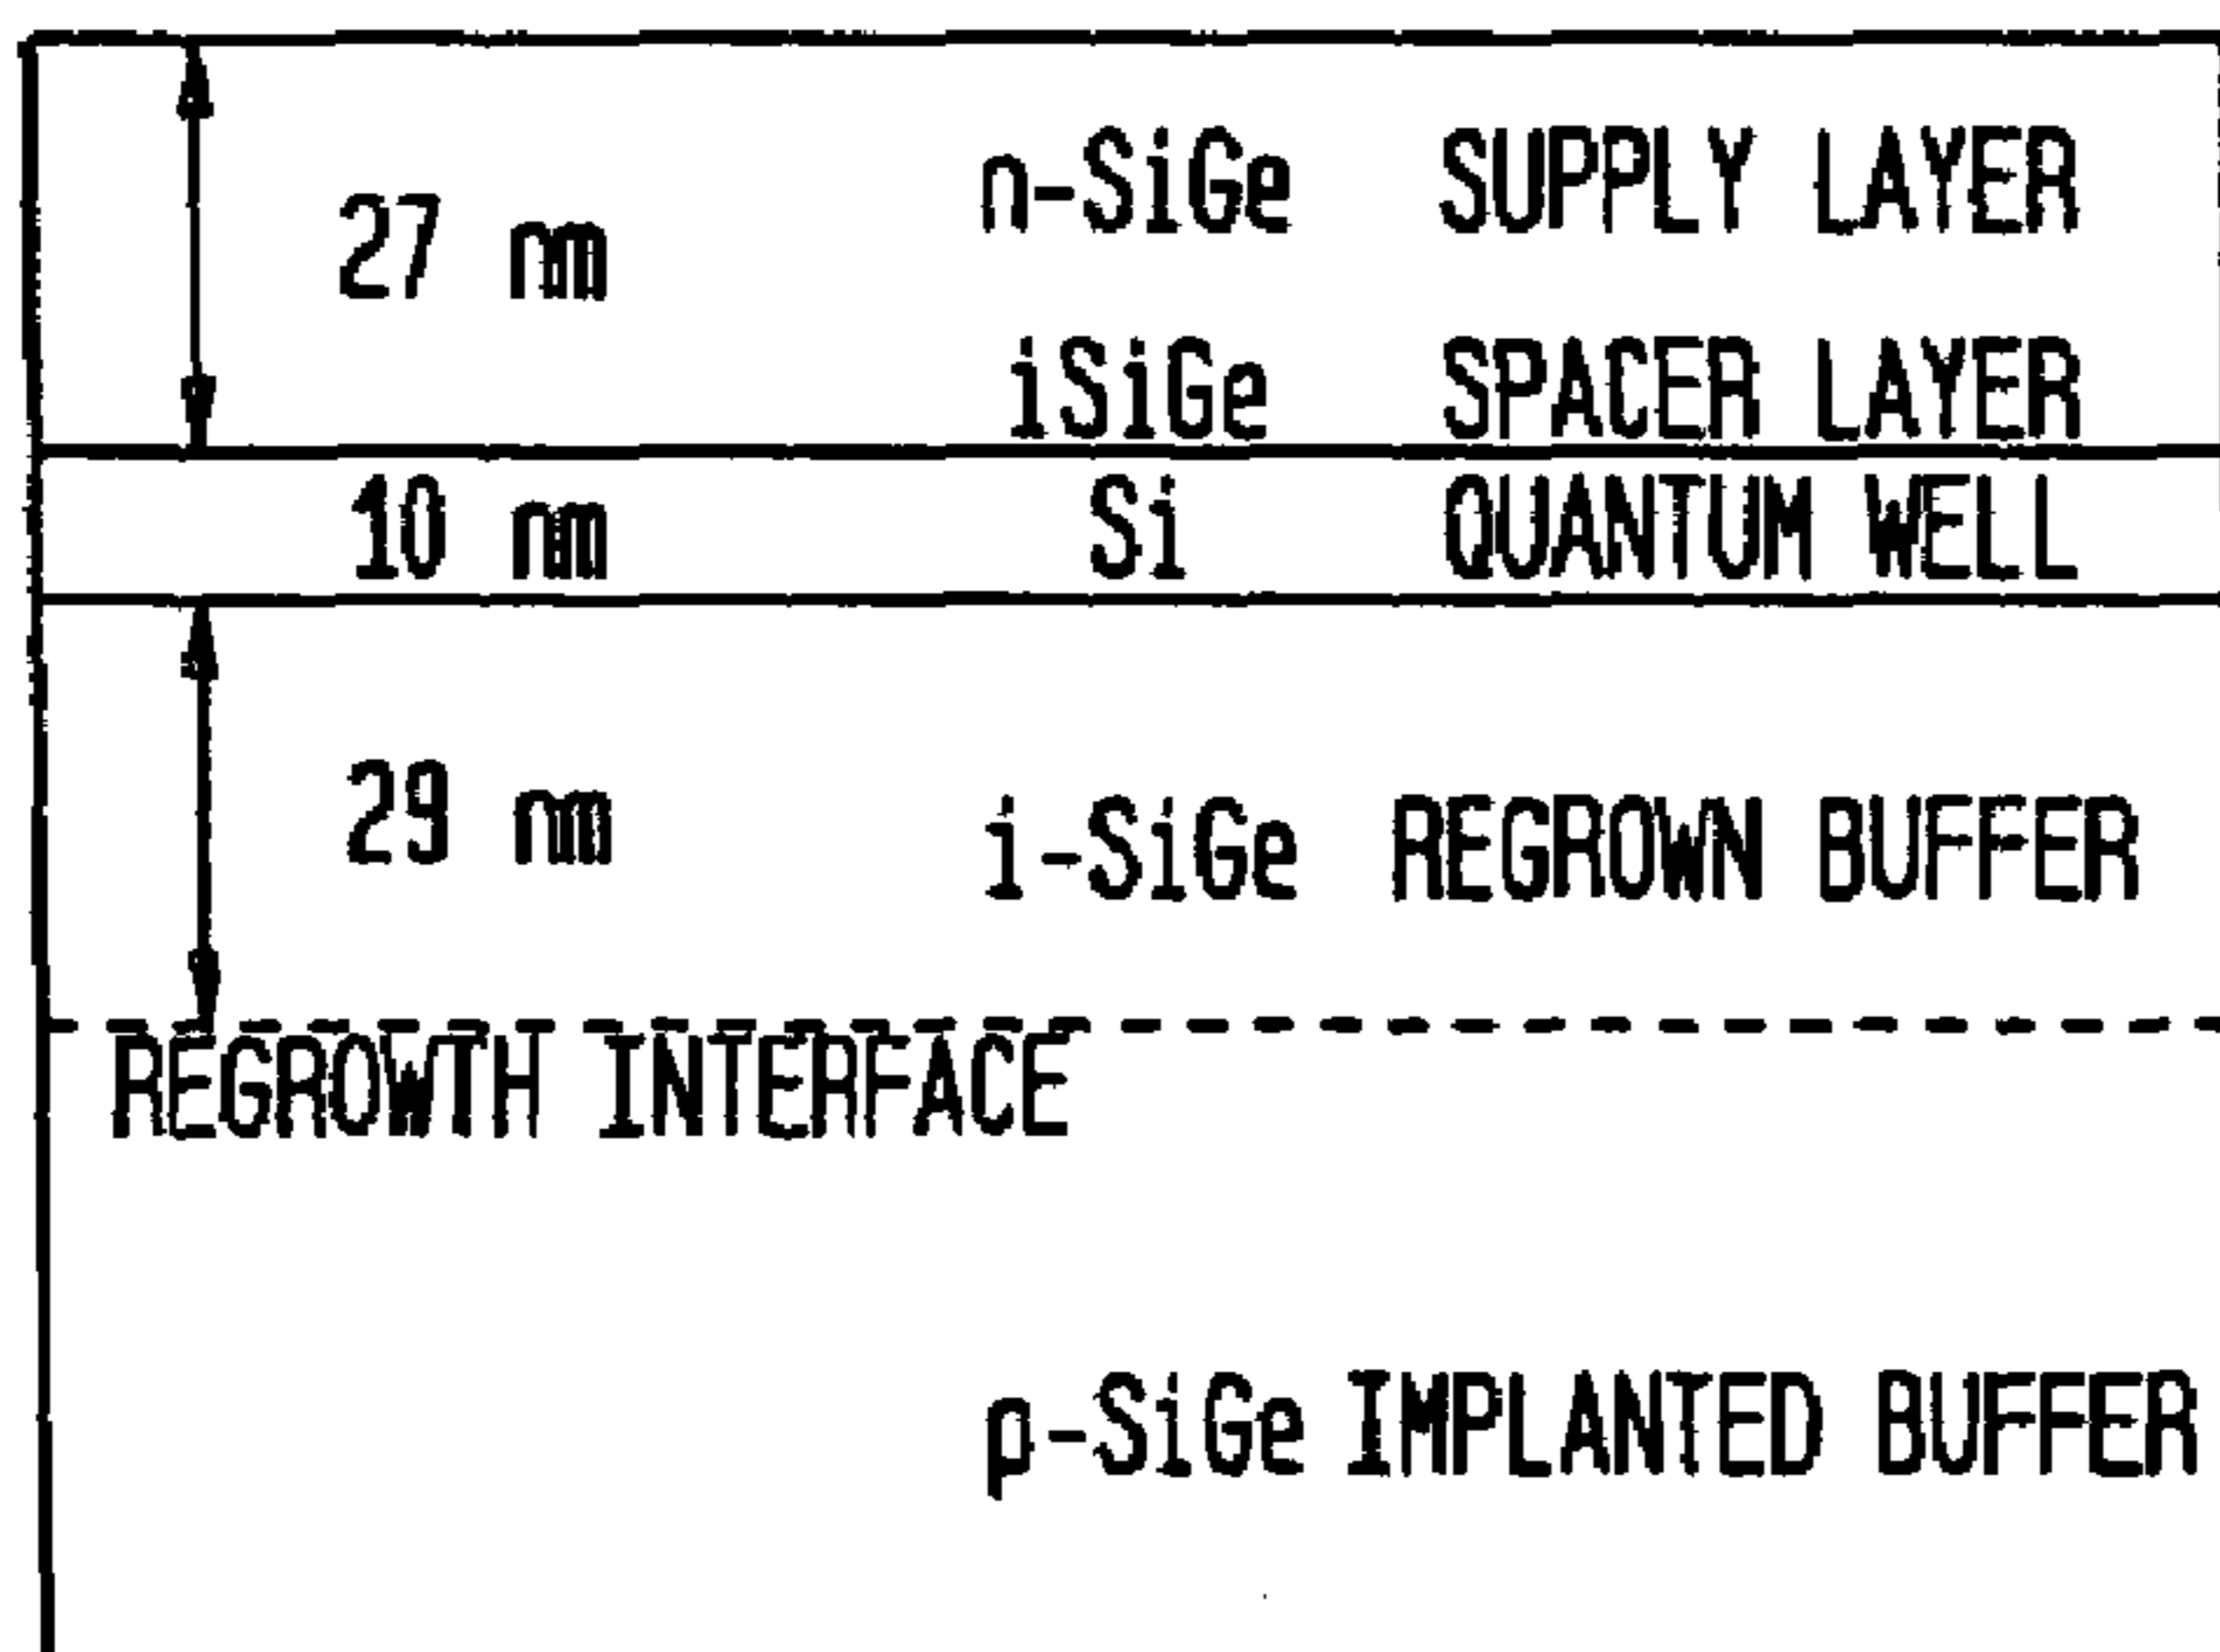 n-SiGe SUPPLY LAYER
27 nm
iSiGe SPACER LAYER
10 nm Si QUANTUM WELL
29 nm i-SiGe REGROWN BUFFER
REGROWTH INTERFACE
p-SiGe IMPLANTED BUFFER